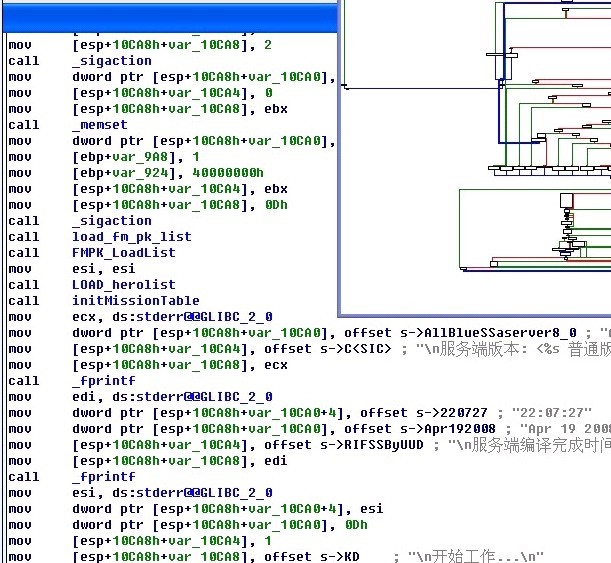 mov [esp+10CA8h+var_10CA8], 2
call _sigaction
mov dword ptr [esp+10CA8h+var_10CA0],
mov [esp+10CA8h+var_10CA4], 0
mov [esp+10CA8h+var_10CA8], ebx
call _memset
mov dword ptr [esp+10CA8h+var_10CA0],
mov [ebp+var_9A8], 1
mov [ebp+var_924], 40000000h
mov [esp+10CA8h+var_10CA4], ebx
mov [esp+10CA8h+var_10CA8], 0Dh
call _sigaction
call load_fm_pk_list
call FMPK_LoadList
mov esi, esi
call LOAD_herolist
call initMissionTable
mov ecx, ds:stderr@@GLIBC_2_0
mov dword ptr [esp+10CA8h+var_10CA0], offset s->AllBlueSSaserver8_0 ;
mov [esp+10CA8h+var_10CA4], offset s->C<SIC> ; "\n服务端版本: <%s 普通版
mov [esp+10CA8h+var_10CA8], ecx
call _fprintf
mov edi, ds:stderr@@GLIBC_2_0
mov dword ptr [esp+10CA8h+var_10CA0+4], offset s->220727 ; "22:07:27"
mov dword ptr [esp+10CA8h+var_10CA0], offset s->Apr192008 ; "Apr 19 2008
mov [esp+10CA8h+var_10CA4], offset s->RIFSSByUUD ; "\n服务端编译完成时间
mov [esp+10CA8h+var_10CA8], edi
call _fprintf
mov esi, ds:stderr@@GLIBC_2_0
mov dword ptr [esp+10CA8h+var_10CA0+4], esi
mov dword ptr [esp+10CA8h+var_10CA0], 0Dh
mov [esp+10CA8h+var_10CA4], 1
mov [esp+10CA8h+var_10CA8], offset s->KD ; "\n开始工作...\n"